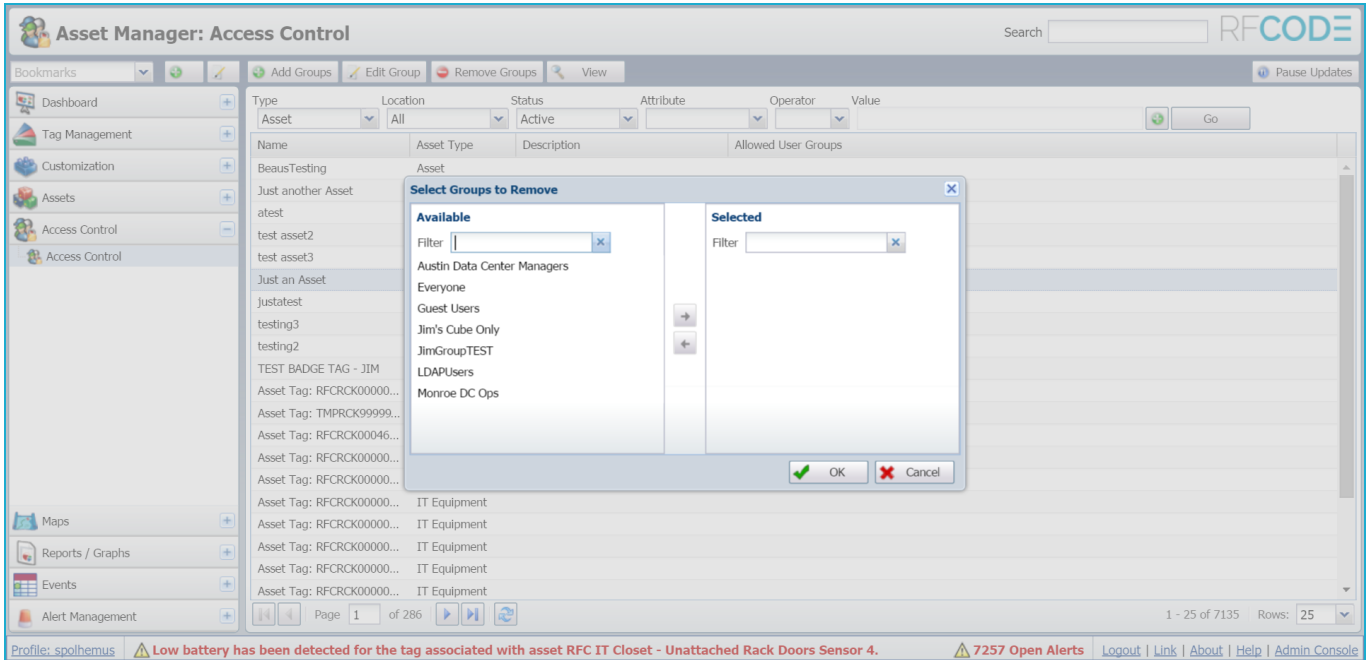 Asset Manager: Access Control
Search
RFCODE
Bookmarks
Add Groups
Edit Group
Remove Groups
View
Pause Updates
Dashboard
Tag Management
Customization
Assets
Access Control
Access Control
Maps
Reports / Graphs
Events
Alert Management
Type Location Status Attribute Operator Value
Asset All Active Go
Name Asset Type Description Allowed User Groups
BeausTesting Asset
Just another Asset
atest
test asset2
test asset3
Just an Asset
justatest
testing3
testing2
TEST BADGE TAG - JIM
Asset Tag: RFCRCK00000...
Asset Tag: TMPRCK99999...
Asset Tag: RFCRCK00046...
Asset Tag: RFCRCK00000...
Asset Tag: RFCRCK00000...
Asset Tag: RFCRCK00000... IT Equipment
Asset Tag: RFCRCK00000... IT Equipment
Asset Tag: RFCRCK00000... IT Equipment
Asset Tag: RFCRCK00000... IT Equipment
Asset Tag: RFCRCK00000... IT Equipment
Select Groups to Remove
Available
Filter
Austin Data Center Managers
Everyone
Guest Users
Jim's Cube Only
JimGroupTEST
LDAPUsers
Monroe DC Ops
Selected
Filter
OK
Cancel
Page 1 of 286
1 - 25 of 7135 Rows: 25
Profile: spolhemus
Low battery has been detected for the tag associated with asset RFC IT Closet - Unattached Rack Doors Sensor 4.
7257 Open Alerts
Logout | Link | About | Help | Admin Console